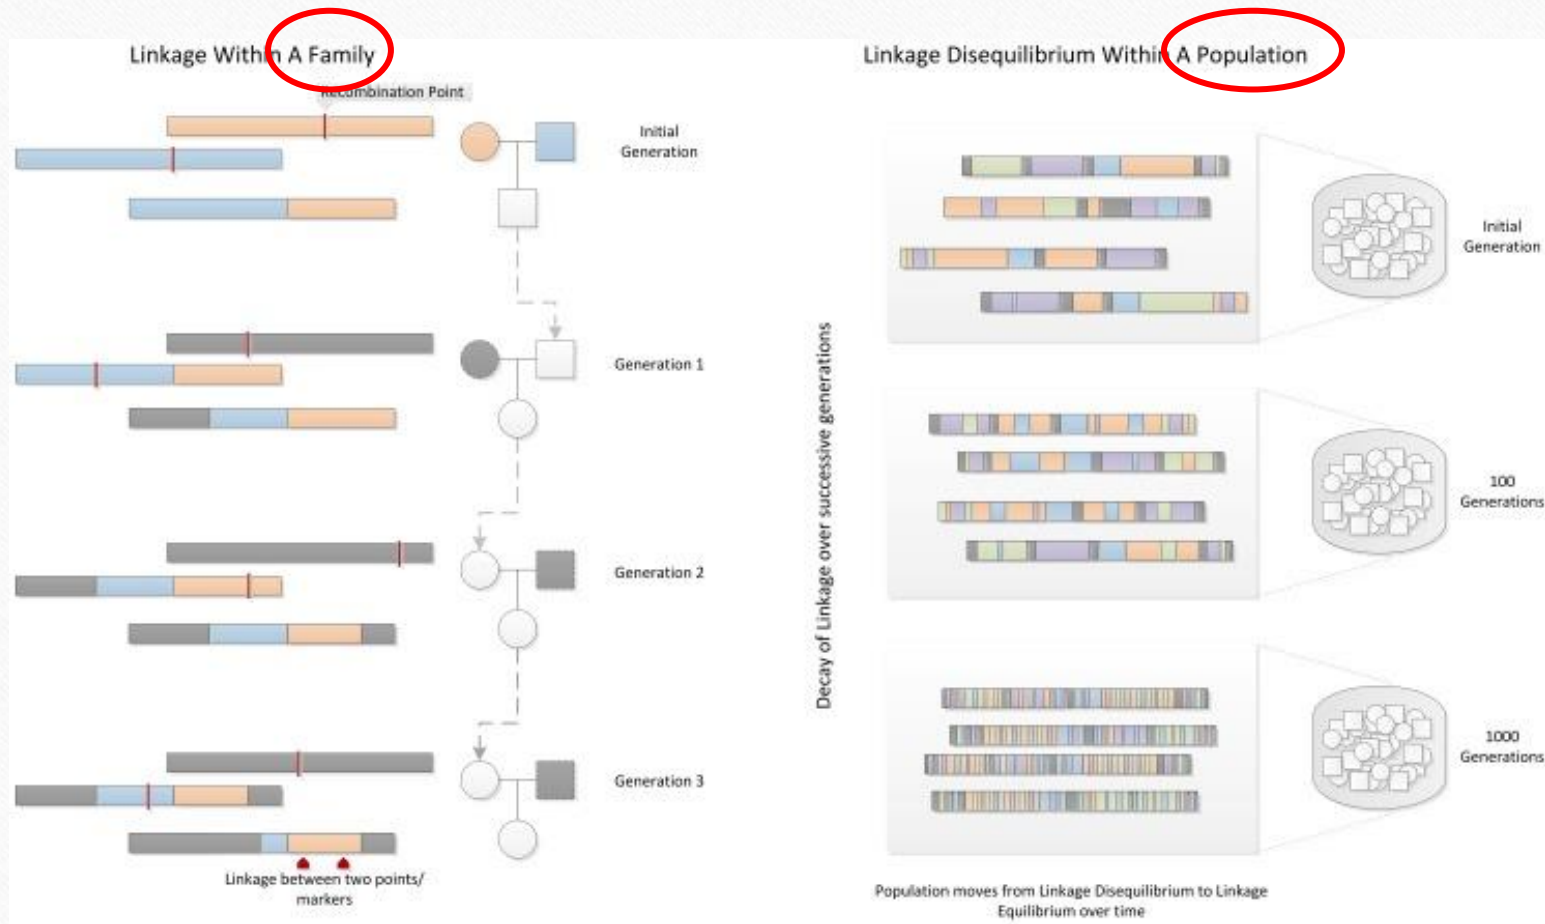 Linkage Within A Family
Recombination Point
Initial
Generation
Generation 1
Generation 2
Generation 3
Linkage between two points/
markers
Linkage Disequilibrium Within A Population
Decay of Linkage over successive generations
Initial
Generation
100
Generations
1000
Generations
Population moves from Linkage Disequilibrium to Linkage
Equilibrium over time